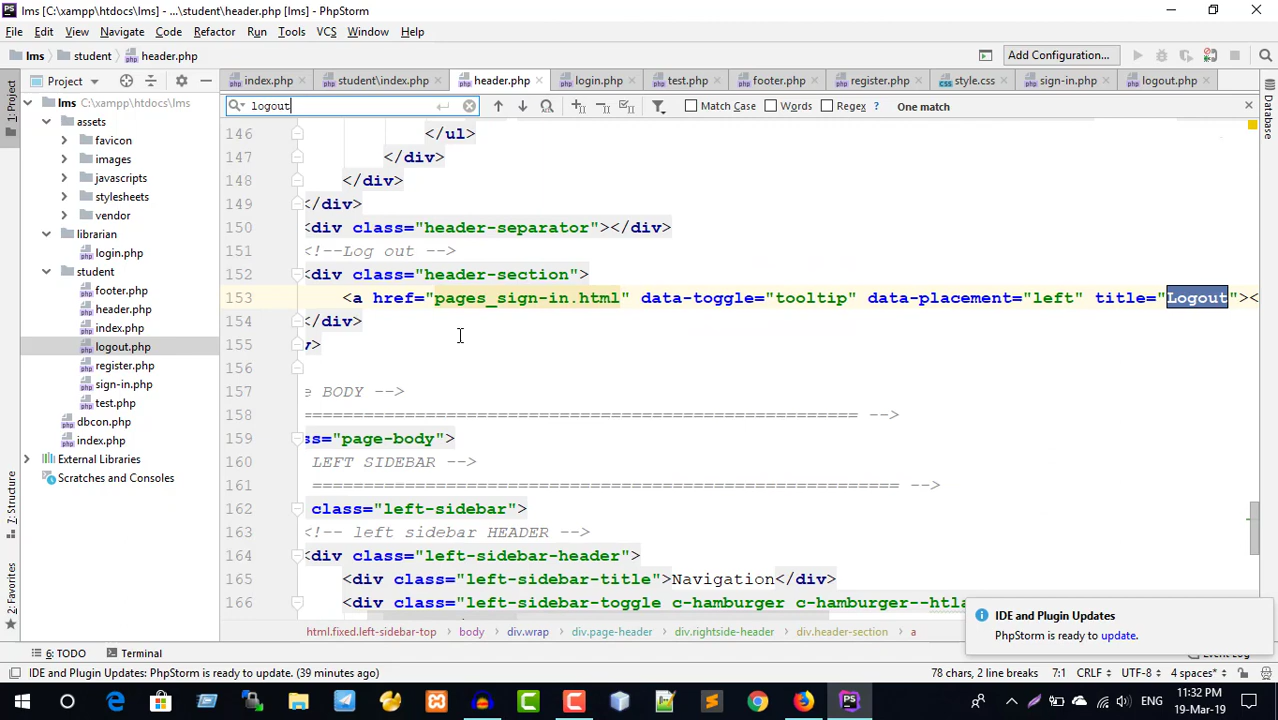 lms [C:\xampp\htdocs\lms] - ...\student\header.php [lms] - PhpStorm
File Edit View Navigate Code Refactor Run Tools VCS Window Help
lms student header.php Add Configuration...
Project index.php student\index.php header.php login.php test.php footer.php register.php style.css sign-in.php logout.php
logout Match Case Words Regex ? One match
1: Project
Database
lms C:\xampp\htdocs\lms
assets
favicon
images
javascripts
stylesheets
vendor
librarian
login.php
student
footer.php
header.php
index.php
logout.php
register.php
sign-in.php
test.php
dbcon.php
index.php
External Libraries
Scratches and Consoles
Z: Structure
2: Favorites
146 </ul>
147 </div>
148 </div>
149 </div>
150 <div class="header-separator"></div>
151 <!--Log out -->
152 <div class="header-section">
153 <a href="pages_sign-in.html" data-toggle="tooltip" data-placement="left" title="Logout"><
154 </div>
155 v>
156
157 e BODY -->
158 ================================================== -->
159 ss="page-body">
160 LEFT SIDEBAR -->
161 ====================================================== -->
162 class="left-sidebar">
163 <!-- left sidebar HEADER -->
164 <div class="left-sidebar-header">
165 <div class="left-sidebar-title">Navigation</div>
166 <div class="left-sidebar-toggle c-hamburger c-hamburger--htla
IDE and Plugin Updates
PhpStorm is ready to update.
html.fixed.left-sidebar-top body div.wrap div.page-header div.rightside-header div.header-section a
6: TODO Terminal Event Log
IDE and Plugin Updates: PhpStorm is ready to update. (39 minutes ago) 78 chars, 2 line breaks 7:1 CRLF UTF-8 4 spaces
ENG 11:32 PM
19-Mar-19